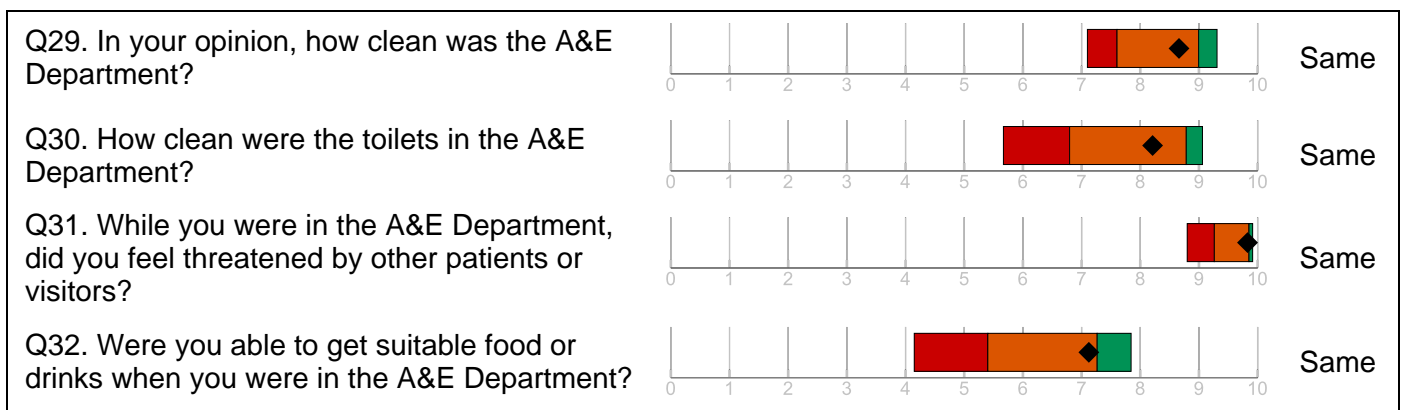 Q29. In your opinion, how clean was the A&E
Department?
Same
0 1 2 3 4 5 6 7 8 9 10
Q30. How clean were the toilets in the A&E
Department?
Same
0 1 2 3 4 5 6 7 8 9 10
Q31. While you were in the A&E Department,
did you feel threatened by other patients or
visitors?
Same
0 1 2 3 4 5 6 7 8 9 10
Q32. Were you able to get suitable food or
drinks when you were in the A&E Department?
Same
0 1 2 3 4 5 6 7 8 9 10